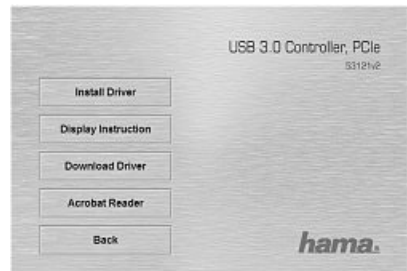 USB 3.0 Controller, PCIe
53121v2
Install Driver
Display Instruction
Download Driver
Acrobat Reader
Back
hama.